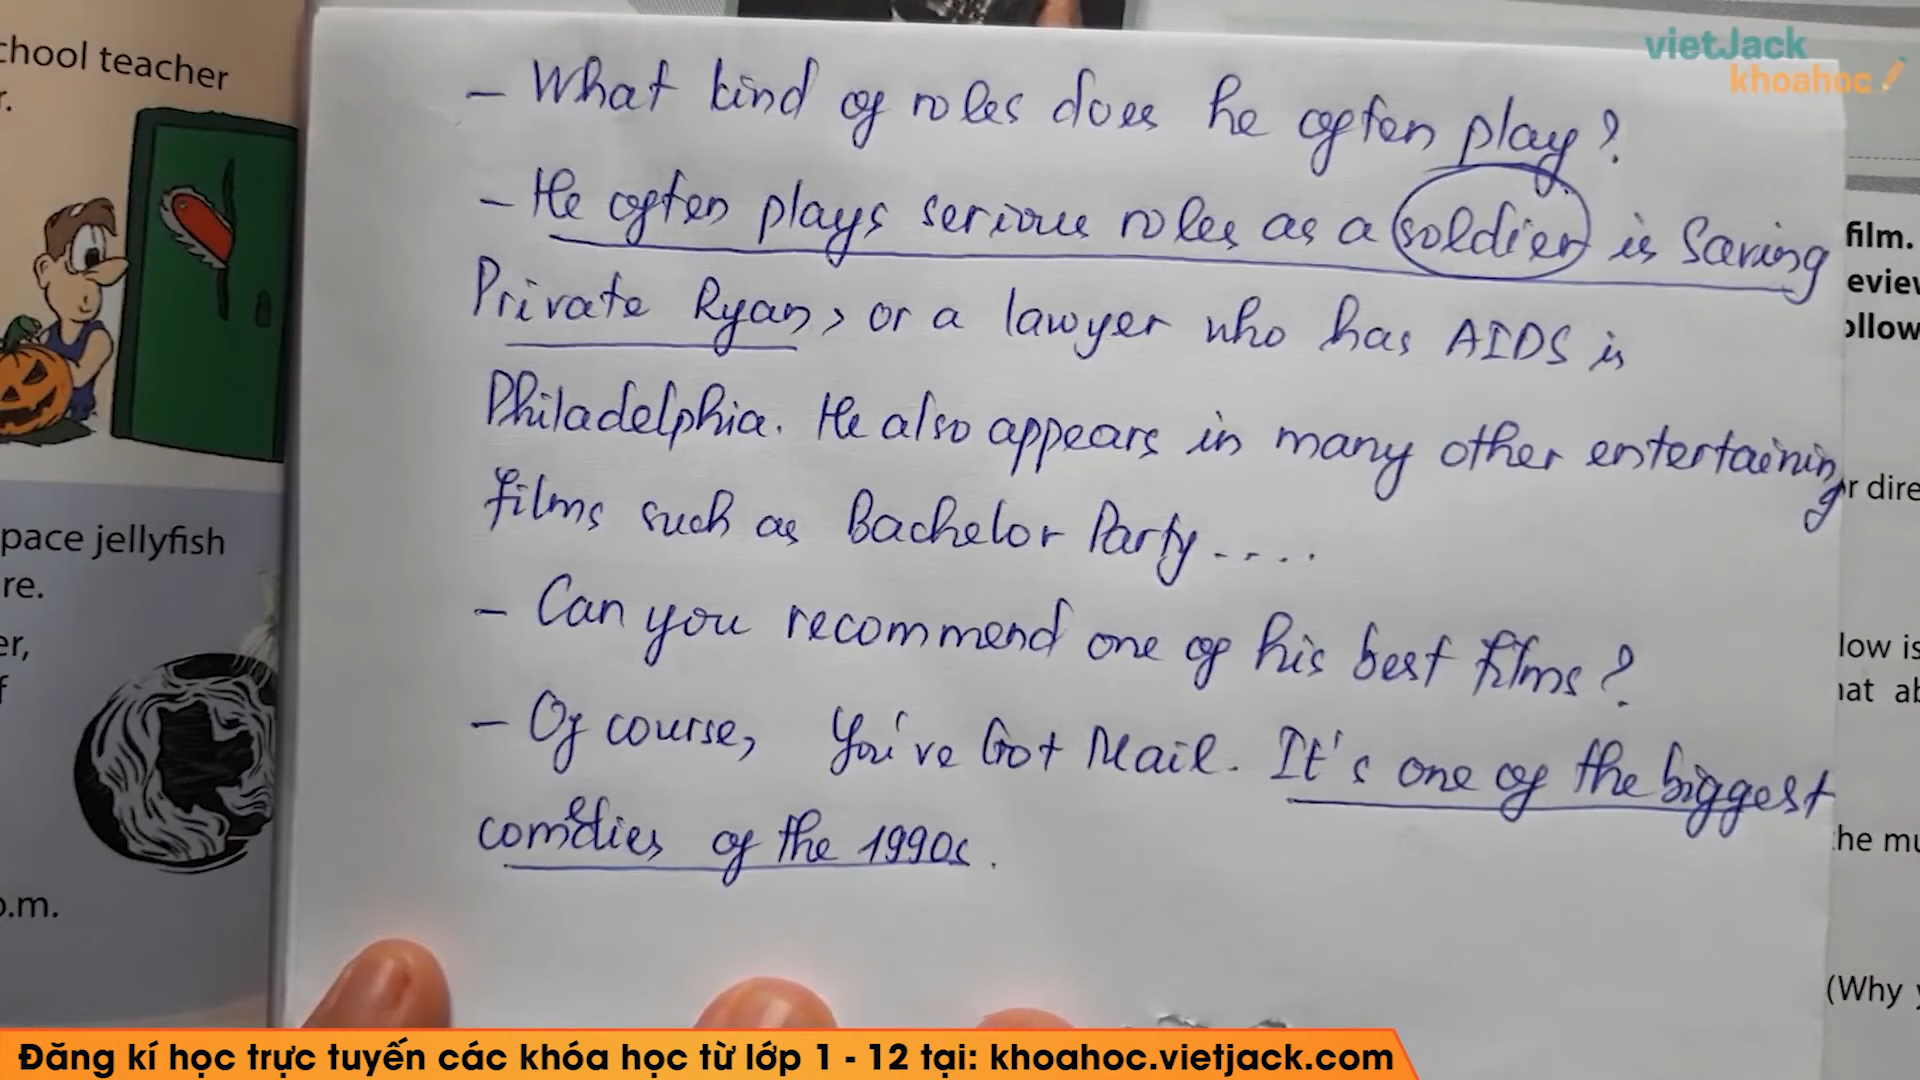 vietJack
khoahoc
chool teacher
r.
pace jellyfish
re.
er,
f
p.m.
- What kind of roles does he often play?
- He often plays serious roles as a soldier in Saving
Private Ryan, or a lawyer who has AIDS in
Philadelphia. He also appears in many other entertaining
films such as Bachelor Party....
- Can you recommend one of his best films?
- Of course, You've Got Mail. It's one of the biggest
comedies of the 1990s.
film.
eview
ollow
r dire
low is
hat ab
he mu
(Why y
Đăng kí học trực tuyến các khóa học từ lớp 1 - 12 tại: khoahoc.vietjack.com